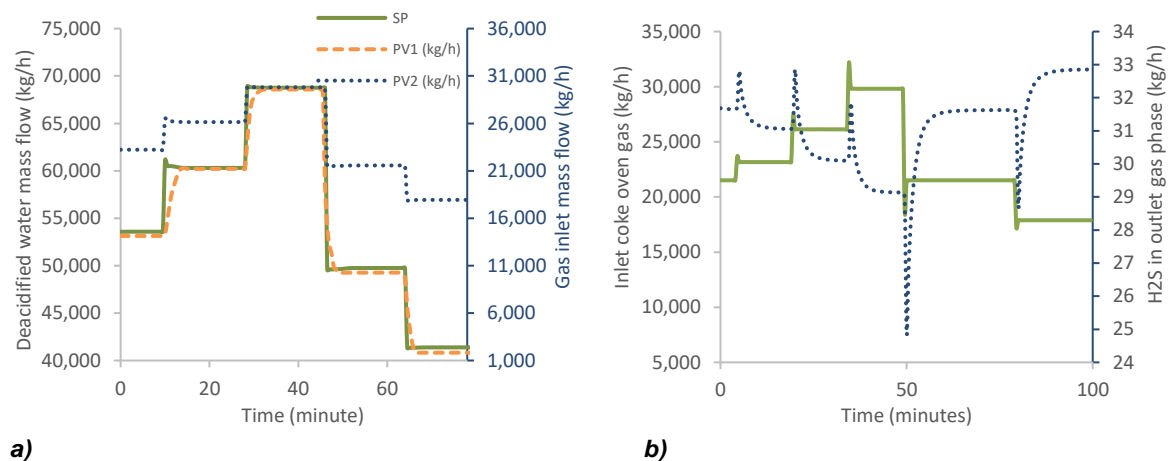 SP
PV1 (kg/h)
PV2 (kg/h)
Deacidified water mass flow (kg/h)
75,000
70,000
65,000
60,000
55,000
50,000
45,000
40,000
36,000
31,000
26,000
21,000
16,000
11,000
6,000
1,000
Gas inlet mass flow (kg/h)
0 20 40 60
Time (minute)
a)
Inlet coke oven gas (kg/h)
35,000
30,000
25,000
20,000
15,000
10,000
5,000
34
33
32
31
30
29
28
27
26
25
24
H2S in outlet gas phase (kg/h)
0 50 100
Time (minutes)
b)